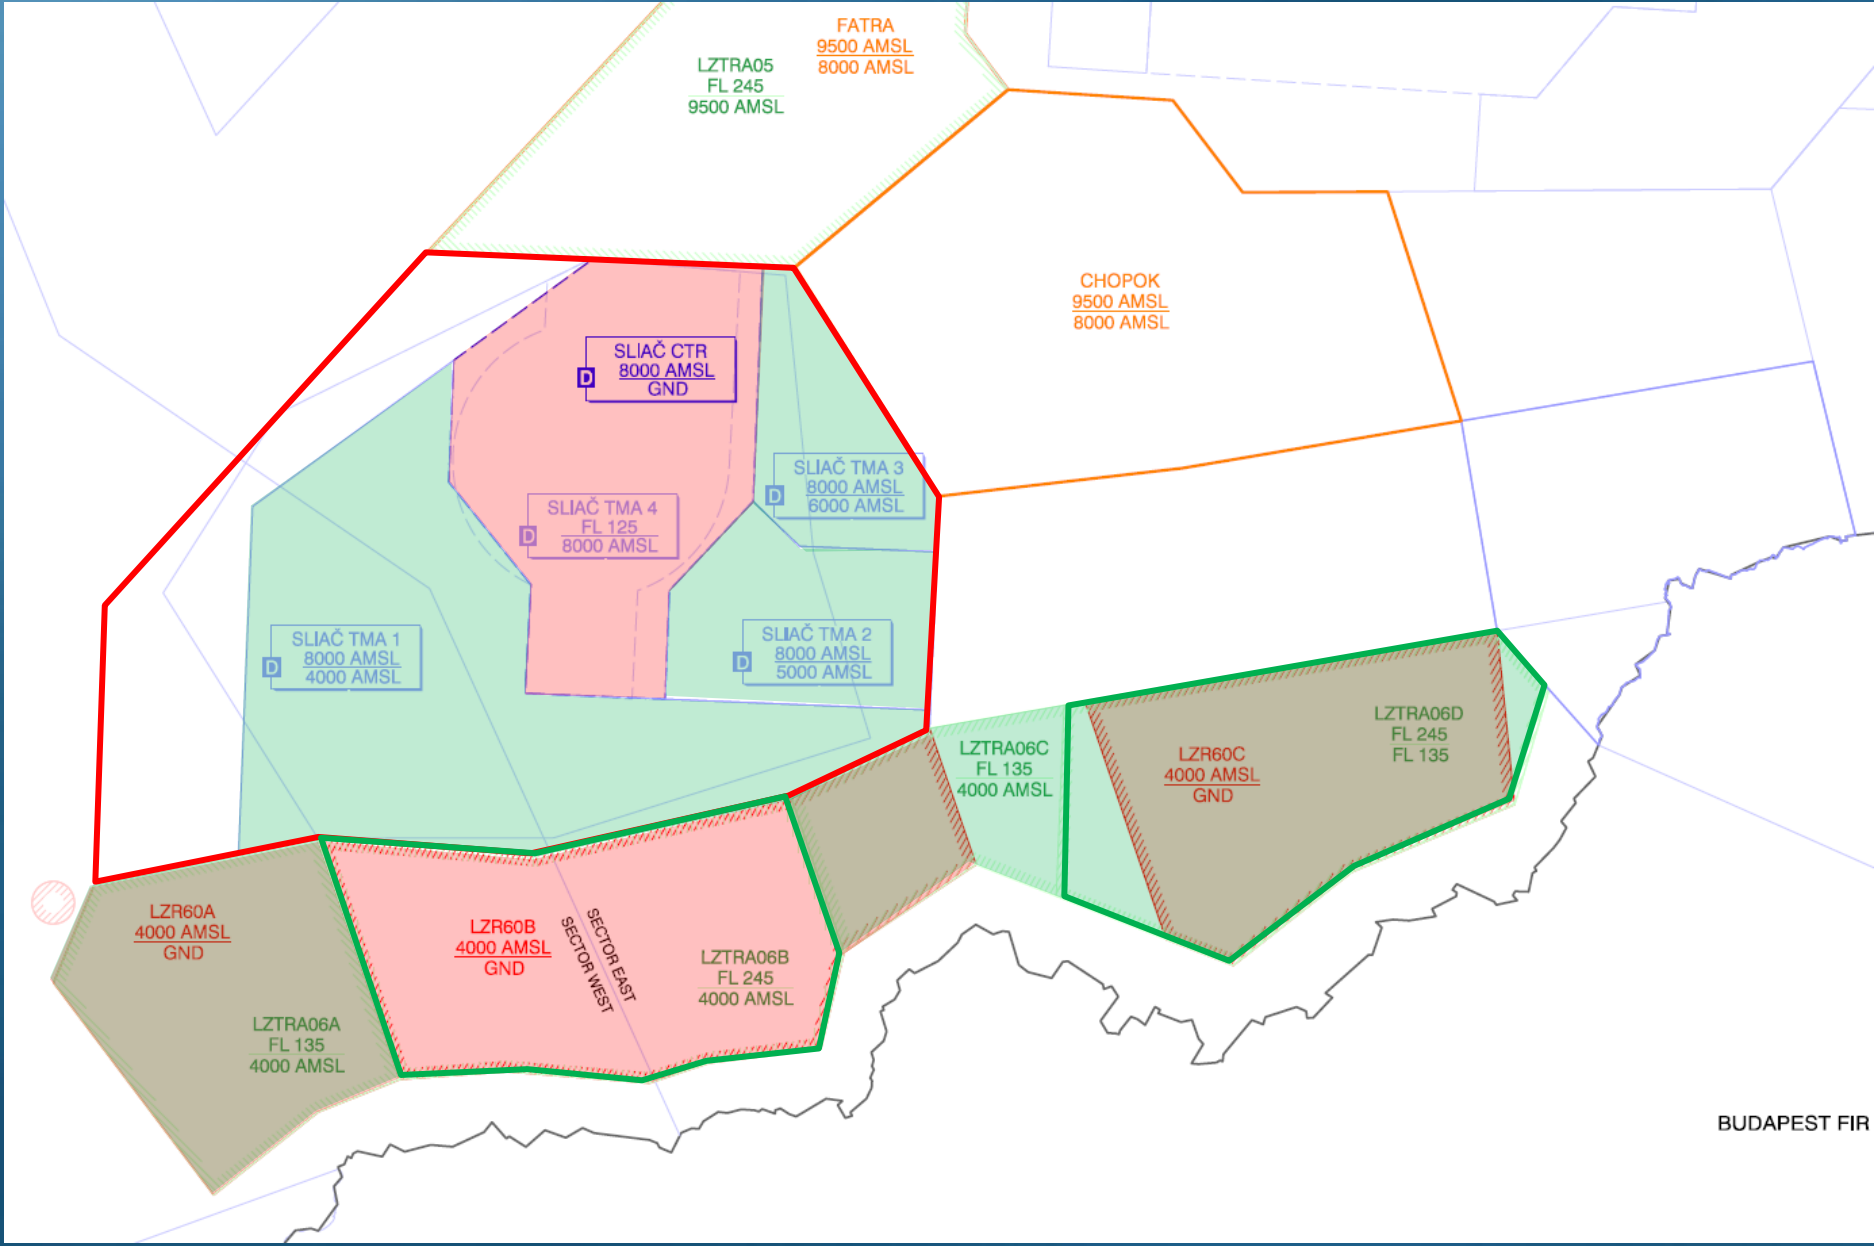 FATRA
9500 AMSL
8000 AMSL
LZTRA05
FL 245
9500 AMSL
CHOPOK
9500 AMSL
8000 AMSL
SLIAČ CTR
8000 AMSL
GND
D
SLIAČ TMA 3
8000 AMSL
6000 AMSL
D
SLIAČ TMA 4
FL 125
8000 AMSL
D
SLIAČ TMA 1
8000 AMSL
4000 AMSL
D
SLIAČ TMA 2
8000 AMSL
5000 AMSL
D
LZTRA06C
FL 135
4000 AMSL
LZR60C
4000 AMSL
GND
LZTRA06D
FL 245
FL 135
LZR60A
4000 AMSL
GND
LZTRA06A
FL 135
4000 AMSL
LZR60B
4000 AMSL
GND
SECTOR EAST
SECTOR WEST
LZTRA06B
FL 245
4000 AMSL
BUDAPEST FIR